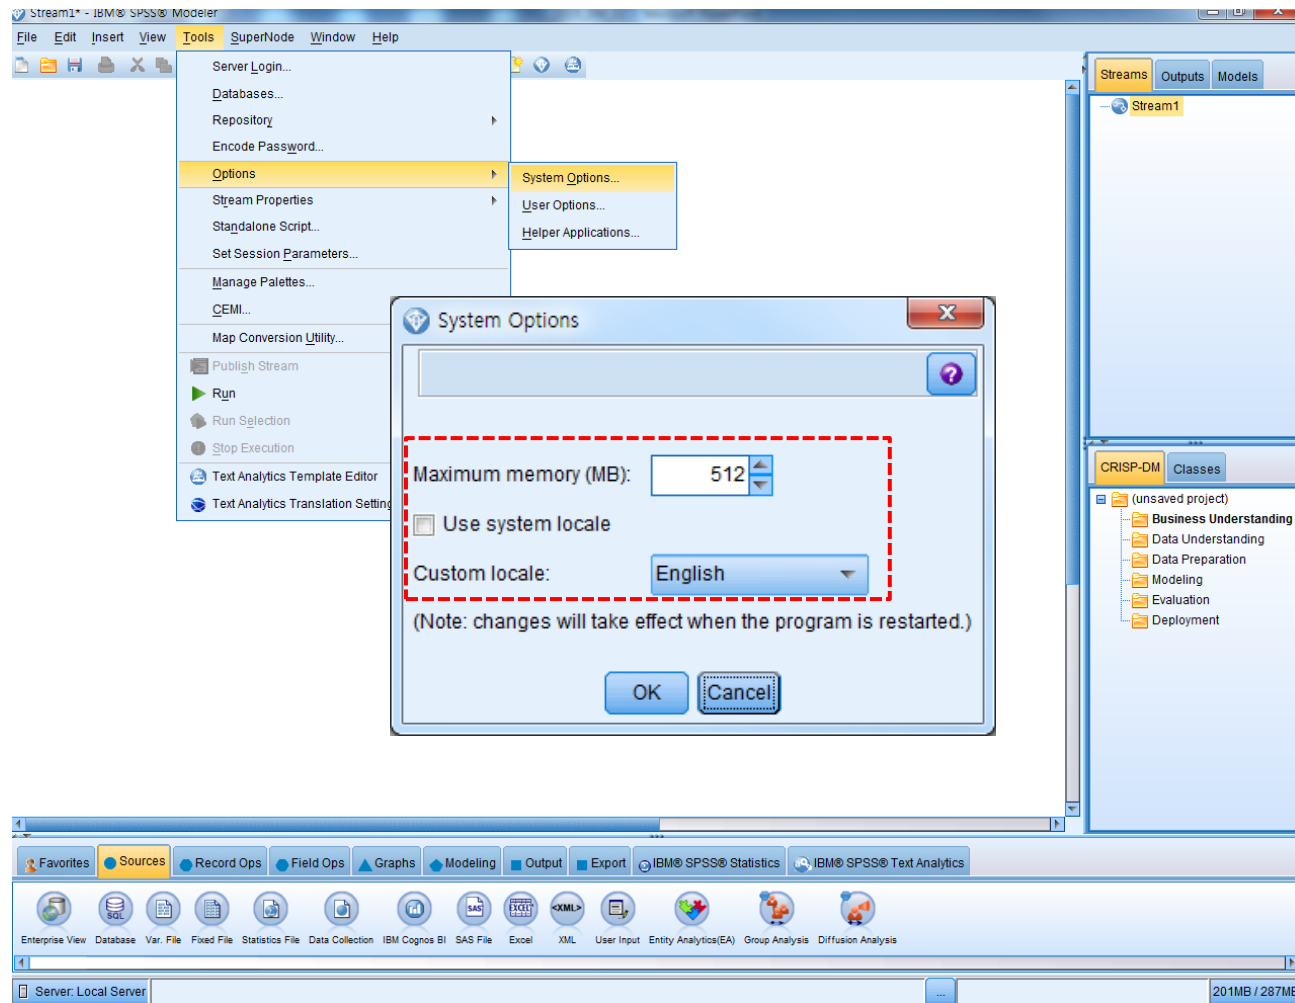 Stream1* - IBM® SPSS® Modeler
File Edit Insert View Tools SuperNode Window Help
Server Login...
Databases...
Repository
Encode Password...
Options
Stream Properties
Standalone Script...
Set Session Parameters...
Manage Palettes...
CEMI...
Map Conversion Utility...
Publish Stream
Run
Run Selection
Stop Execution
Text Analytics Template Editor
Text Analytics Translation Setting
System Options...
User Options...
Helper Applications...
System Options
Maximum memory (MB): 512
Use system locale
Custom locale: English
(Note: changes will take effect when the program is restarted.)
OK Cancel
Streams Outputs Models
Stream1
CRISP-DM Classes
(unsaved project)
Business Understanding
Data Understanding
Data Preparation
Modeling
Evaluation
Deployment
Favorites Sources Record Ops Field Ops Graphs Modeling Output Export IBM® SPSS® Statistics IBM® SPSS® Text Analytics
SQL SAS EXCEL <XML>
Enterprise View Database Var. File Fixed File Statistics File Data Collection IBM Cognos BI SAS File Excel XML User Input Entity Analytics(EA) Group Analysis Diffusion Analysis
Server: Local Server ... 201MB / 287MB